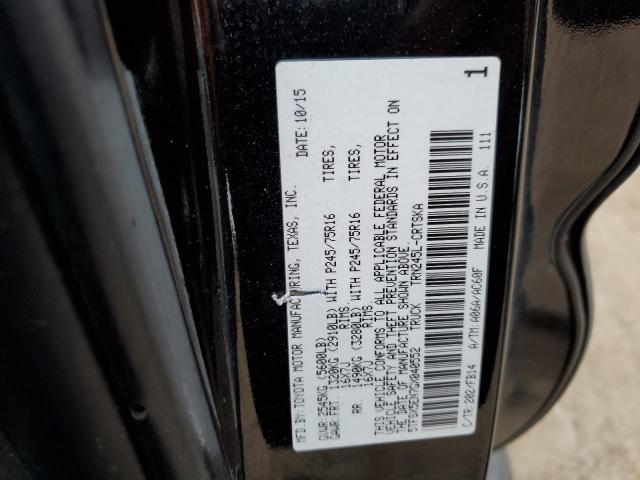 MFD. BY: TOYOTA MOTOR MANUFACTURING, TEXAS, INC. DATE: 10/15
GVWR: 2545KG (5600LB)
GAWR: FRT. 1320KG (2910LB) WITH P245/75R16 TIRES,
16X7J RIMS.
RR. 1490KG (3280LB) WITH P245/75R16 TIRES,
16X7J RIMS.
THIS VEHICLE CONFORMS TO ALL APPLICABLE FEDERAL MOTOR
VEHICLE SAFETY AND THEFT PREVENTION STANDARDS IN EFFECT ON
THE DATE OF MANUFACTURE SHOWN ABOVE.
5TFSX5EN7GX040552 TRUCK TRN245L-CRTSKA
C/TR: 202/FB14 A/TM: A06A/AC60F MADE IN U.S.A. 111
1